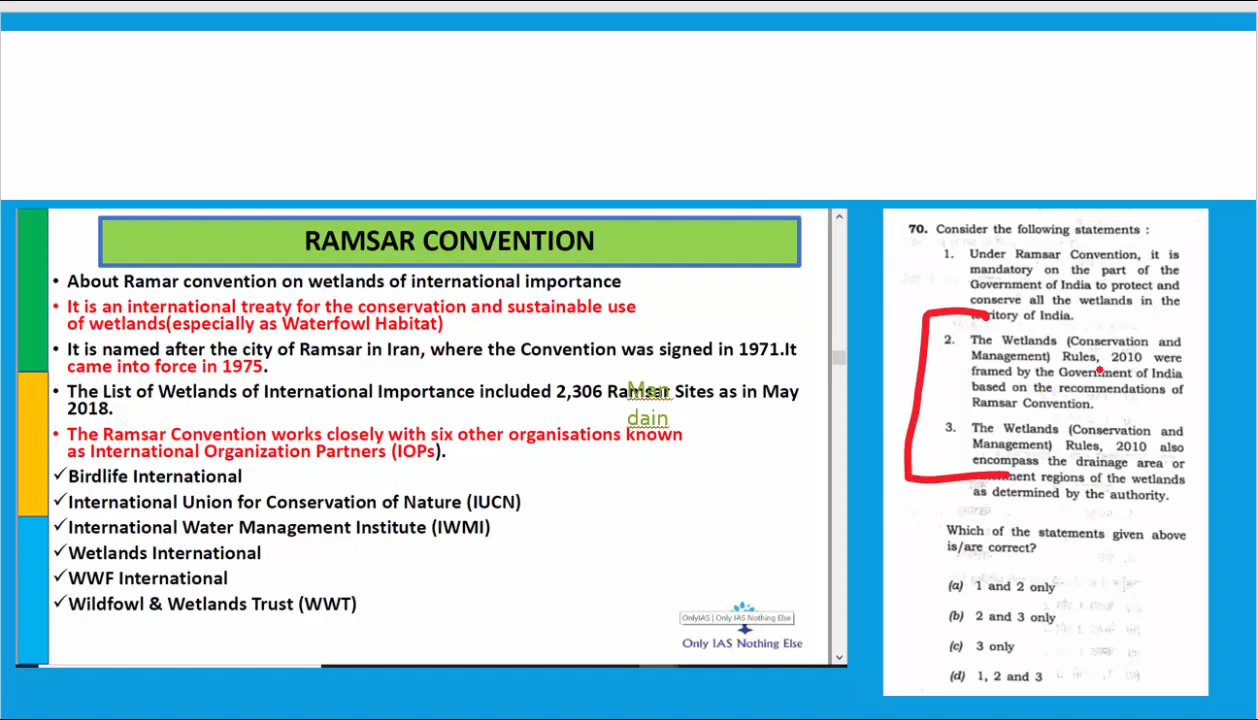 RAMSAR CONVENTION
• About Ramar convention on wetlands of international importance
• It is an international treaty for the conservation and sustainable use
of wetlands(especially as Waterfowl Habitat)
• It is named after the city of Ramsar in Iran, where the Convention was signed in 1971.It
came into force in 1975.
• The List of Wetlands of International Importance included 2,306 Ramsar Sites as in May
2018.
Man
dain
• The Ramsar Convention works closely with six other organisations known
as International Organization Partners (IOPs).
✓Birdlife International
✓International Union for Conservation of Nature (IUCN)
✓International Water Management Institute (IWMI)
✓Wetlands International
✓WWF International
✓Wildfowl & Wetlands Trust (WWT)
OnlyIAS | Only IAS Nothing Else
Only IAS Nothing Else
70. Consider the following statements :
1. Under Ramsar Convention, it is
mandatory on the part of the
Government of India to protect and
conserve all the wetlands in the
territory of India.
2. The Wetlands (Conservation and
Management) Rules, 2010 were
framed by the Government of India
based on the recommendations of
Ramsar Convention.
3. The Wetlands (Conservation and
Management) Rules, 2010 also
encompass the drainage area or
regions of the wetlands
as determined by the authority.
Which of the statements given above
is/are correct?
(a) 1 and 2 only
(b) 2 and 3 only
(c) 3 only
(d) 1, 2 and 3